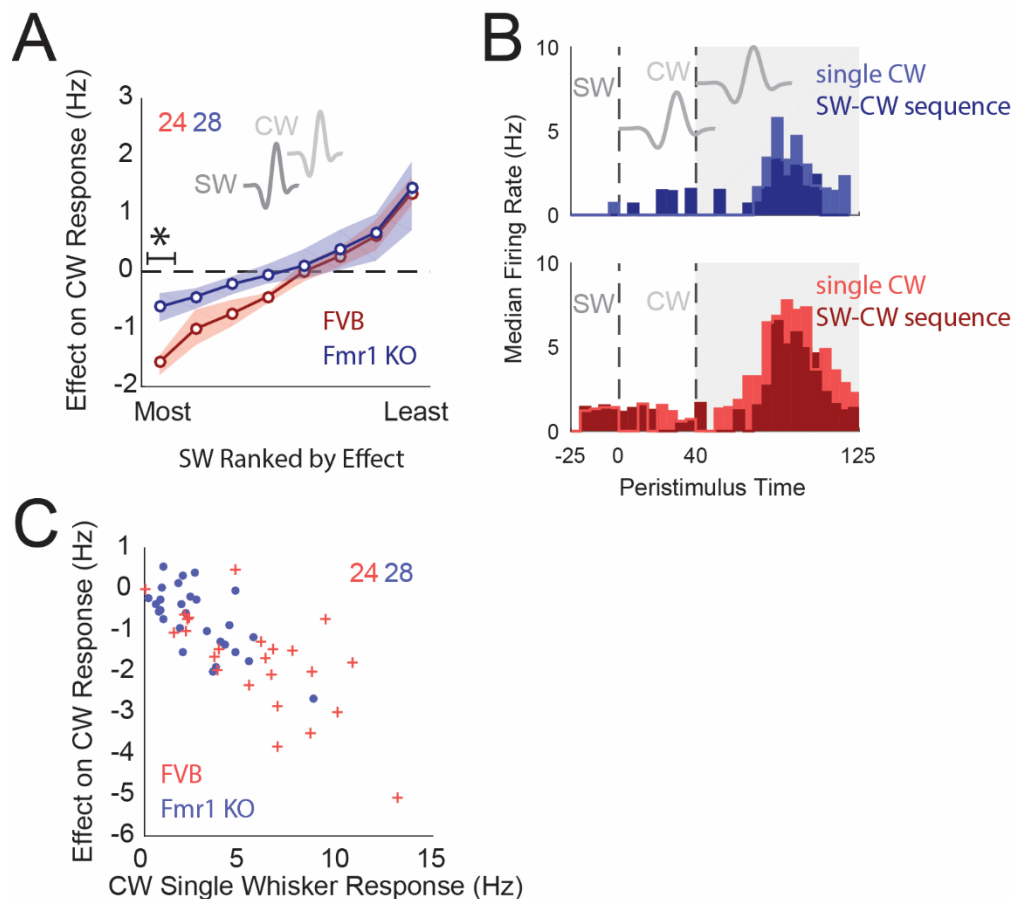 A
Effect on CW Response (Hz)
3
2
1
0
-1
-2
24 28
CW
SW
*
FVB
Fmr1 KO
Most
Least
SW Ranked by Effect
B
Median Firing Rate (Hz)
10
5
0
SW
CW
single CW
SW-CW sequence
10
5
0
SW
CW
single CW
SW-CW sequence
-25
0
40
125
Peristimulus Time
C
Effect on CW Response (Hz)
1
0
-1
-2
-3
-4
-5
-6
24 28
FVB
Fmr1 KO
0
5
10
15
CW Single Whisker Response (Hz)